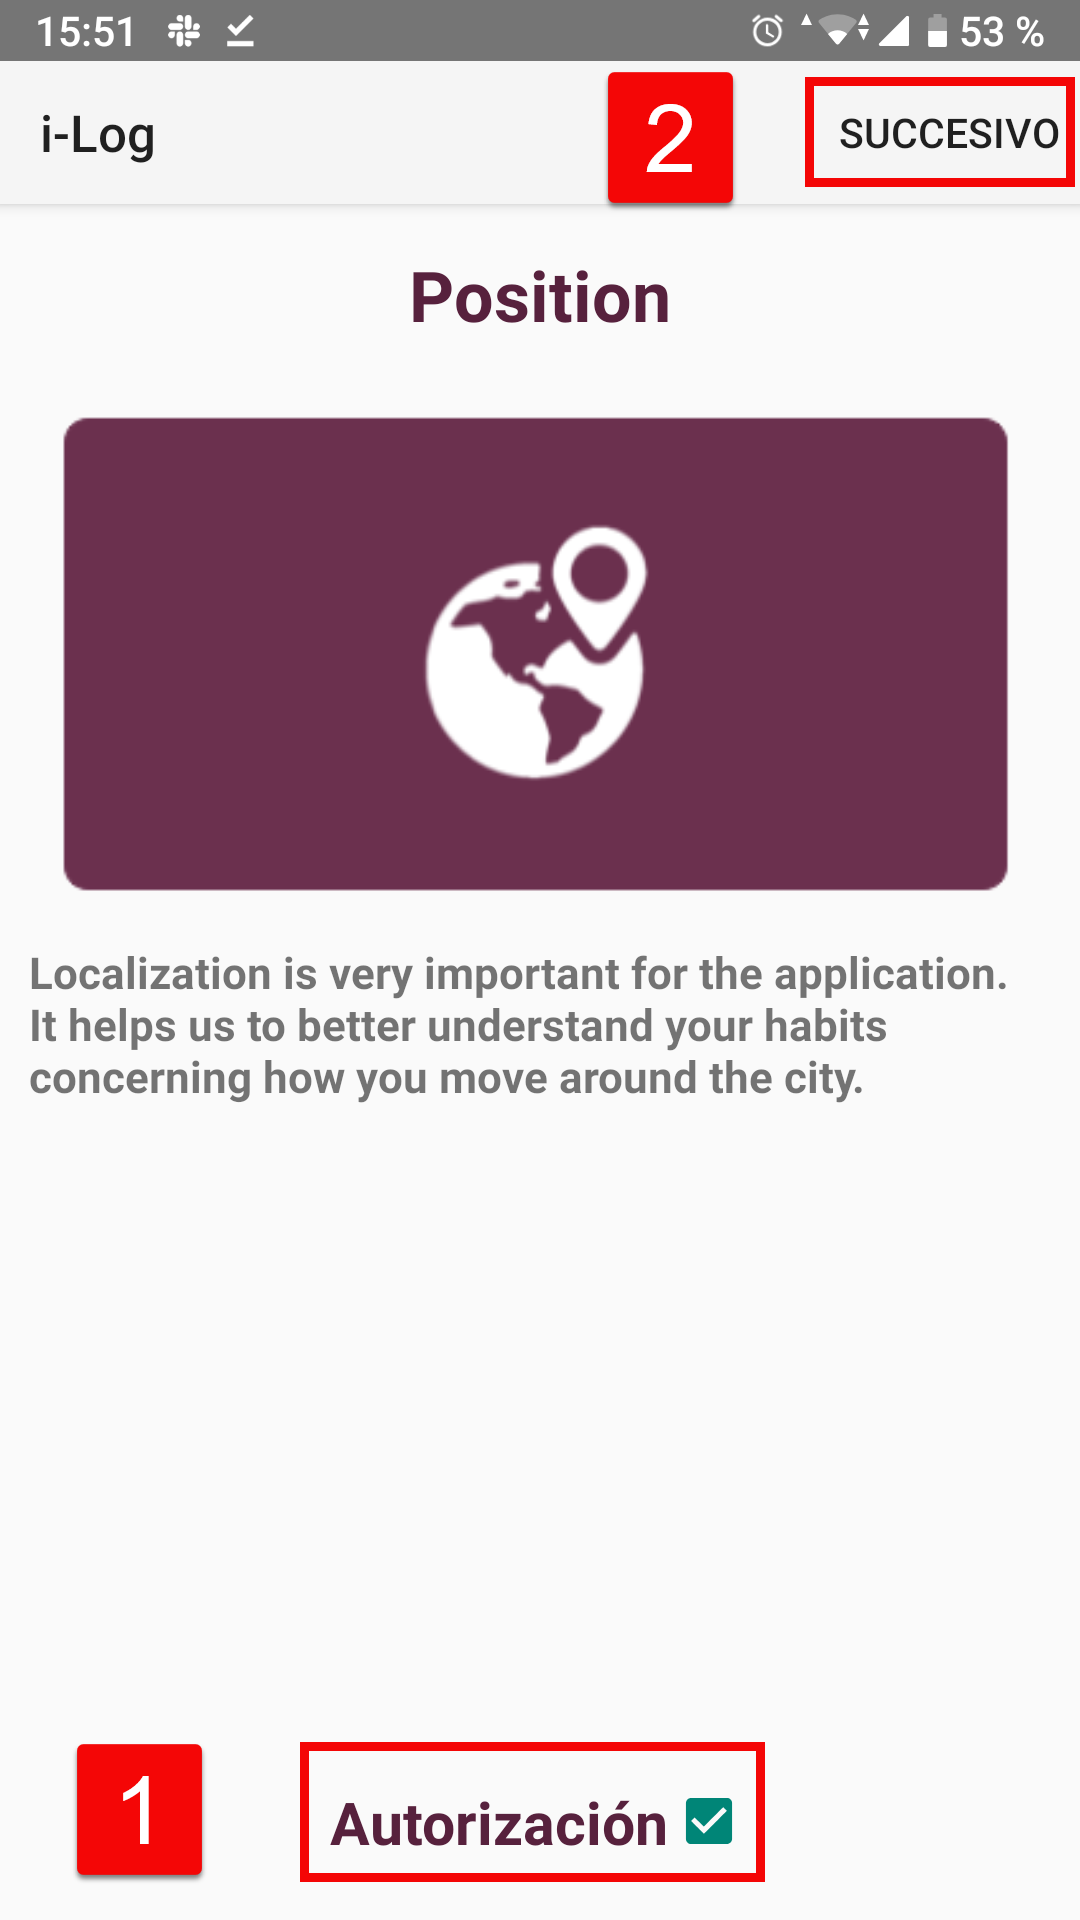 15:51 53 %
i-Log 2 SUCCESIVO
Position
Localization is very important for the application.
It helps us to better understand your habits
concerning how you move around the city.
1 Autorización